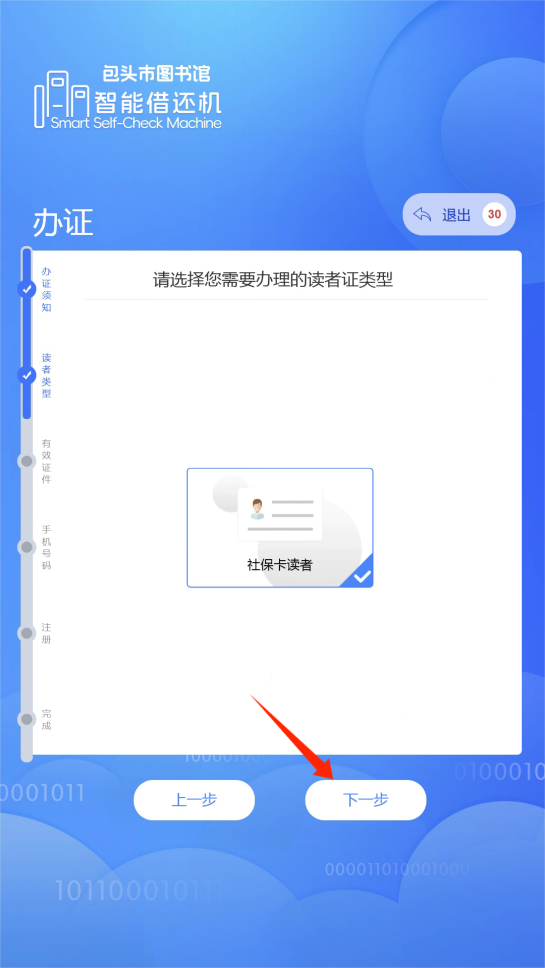 包头市图书馆
智能借还机
Smart Self-Check Machine
办证
退出 30
请选择您需要办理的读者证类型
办证须知
读者类型
有效证件
手机号码
注册
完成
社保卡读者
上一步
下一步
10000100
0100010
0001011
000011010001000
101100010111